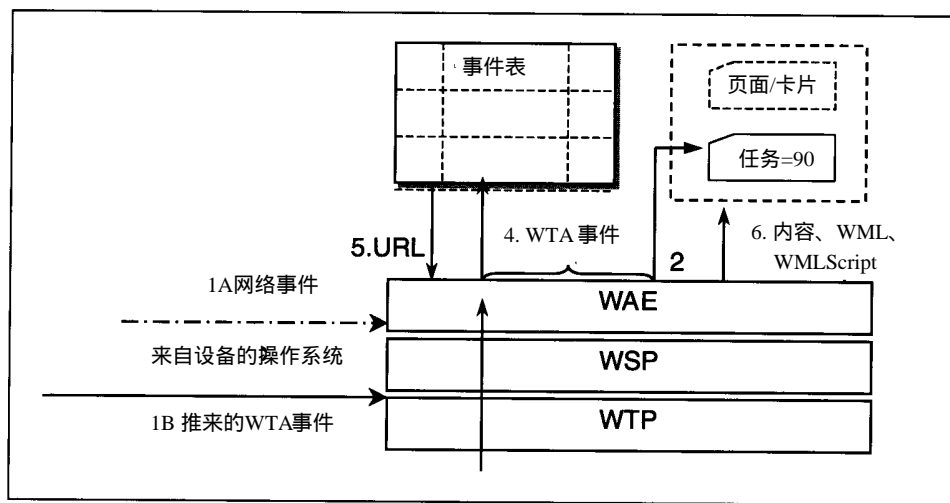 事件表
页面/卡片
任务=90
5.URL
4. WTA 事件
2
6. 内容、WML、
WMLScript
1A网络事件
WAE
来自设备的操作系统
WSP
1B 推来的WTA事件
WTP